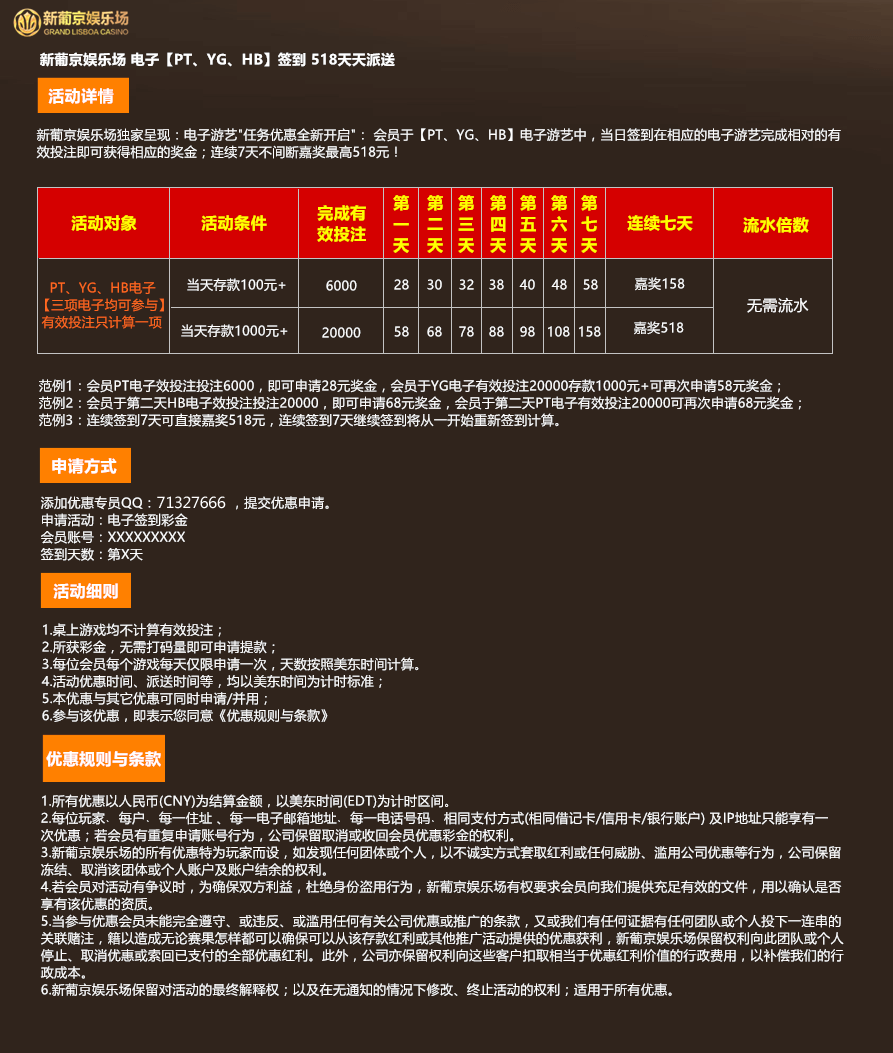 新葡京娱乐场
GRAND LISBOA CASINO
新葡京娱乐场 电子【PT、YG、HB】签到 518天天派送
活动详情
新葡京娱乐场独家呈现：电子游艺"任务优惠全新开启"： 会员于【PT、YG、HB】电子游艺中，当日签到在相应的电子游艺完成相对的有
效投注即可获得相应的奖金；连续7天不间断嘉奖最高518元！
活动对象 活动条件 完成有效投注 第一天 第二天 第三天 第四天 第五天 第六天 第七天 连续七天 流水倍数
PT、YG、HB电子
【三项电子均可参与】
有效投注只计算一项
当天存款100元+ 6000 28 30 32 38 40 48 58 嘉奖158
当天存款1000元+ 20000 58 68 78 88 98 108 158 嘉奖518
无需流水
范例1：会员PT电子效投注投注6000，即可申请28元奖金，会员于YG电子有效投注20000存款1000元+可再次申请58元奖金；
范例2：会员于第二天HB电子效投注投注20000，即可申请68元奖金，会员于第二天PT电子有效投注20000可再次申请68元奖金；
范例3：连续签到7天可直接嘉奖518元，连续签到7天继续签到将从一开始重新签到计算。
申请方式
添加优惠专员QQ：71327666 ，提交优惠申请。
申请活动：电子签到彩金
会员账号：XXXXXXXXX
签到天数：第X天
活动细则
1.桌上游戏均不计算有效投注；
2.所获彩金，无需打码量即可申请提款；
3.每位会员每个游戏每天仅限申请一次，天数按照美东时间计算。
4.活动优惠时间、派送时间等，均以美东时间为计时标准；
5.本优惠与其它优惠可同时申请/并用；
6.参与该优惠，即表示您同意《优惠规则与条款》
优惠规则与条款
1.所有优惠以人民币(CNY)为结算金额，以美东时间(EDT)为计时区间。
2.每位玩家﹑每户﹑每一住址 、每一电子邮箱地址﹑每一电话号码﹑相同支付方式(相同借记卡/信用卡/银行账户) 及IP地址只能享有一
次优惠；若会员有重复申请账号行为，公司保留取消或收回会员优惠彩金的权利。
3.新葡京娱乐场的所有优惠特为玩家而设，如发现任何团体或个人，以不诚实方式套取红利或任何威胁、滥用公司优惠等行为，公司保留
冻结、取消该团体或个人账户及账户结余的权利。
4.若会员对活动有争议时，为确保双方利益，杜绝身份盗用行为，新葡京娱乐场有权要求会员向我们提供充足有效的文件，用以确认是否
享有该优惠的资质。
5.当参与优惠会员未能完全遵守、或违反、或滥用任何有关公司优惠或推广的条款，又或我们有任何证据有任何团队或个人投下一连串的
关联赌注，籍以造成无论赛果怎样都可以确保可以从该存款红利或其他推广活动提供的优惠获利，新葡京娱乐场保留权利向此团队或个人
停止、取消优惠或索回已支付的全部优惠红利。此外，公司亦保留权利向这些客户扣取相当于优惠红利价值的行政费用，以补偿我们的行
政成本。
6.新葡京娱乐场保留对活动的最终解释权；以及在无通知的情况下修改、终止活动的权利；适用于所有优惠。